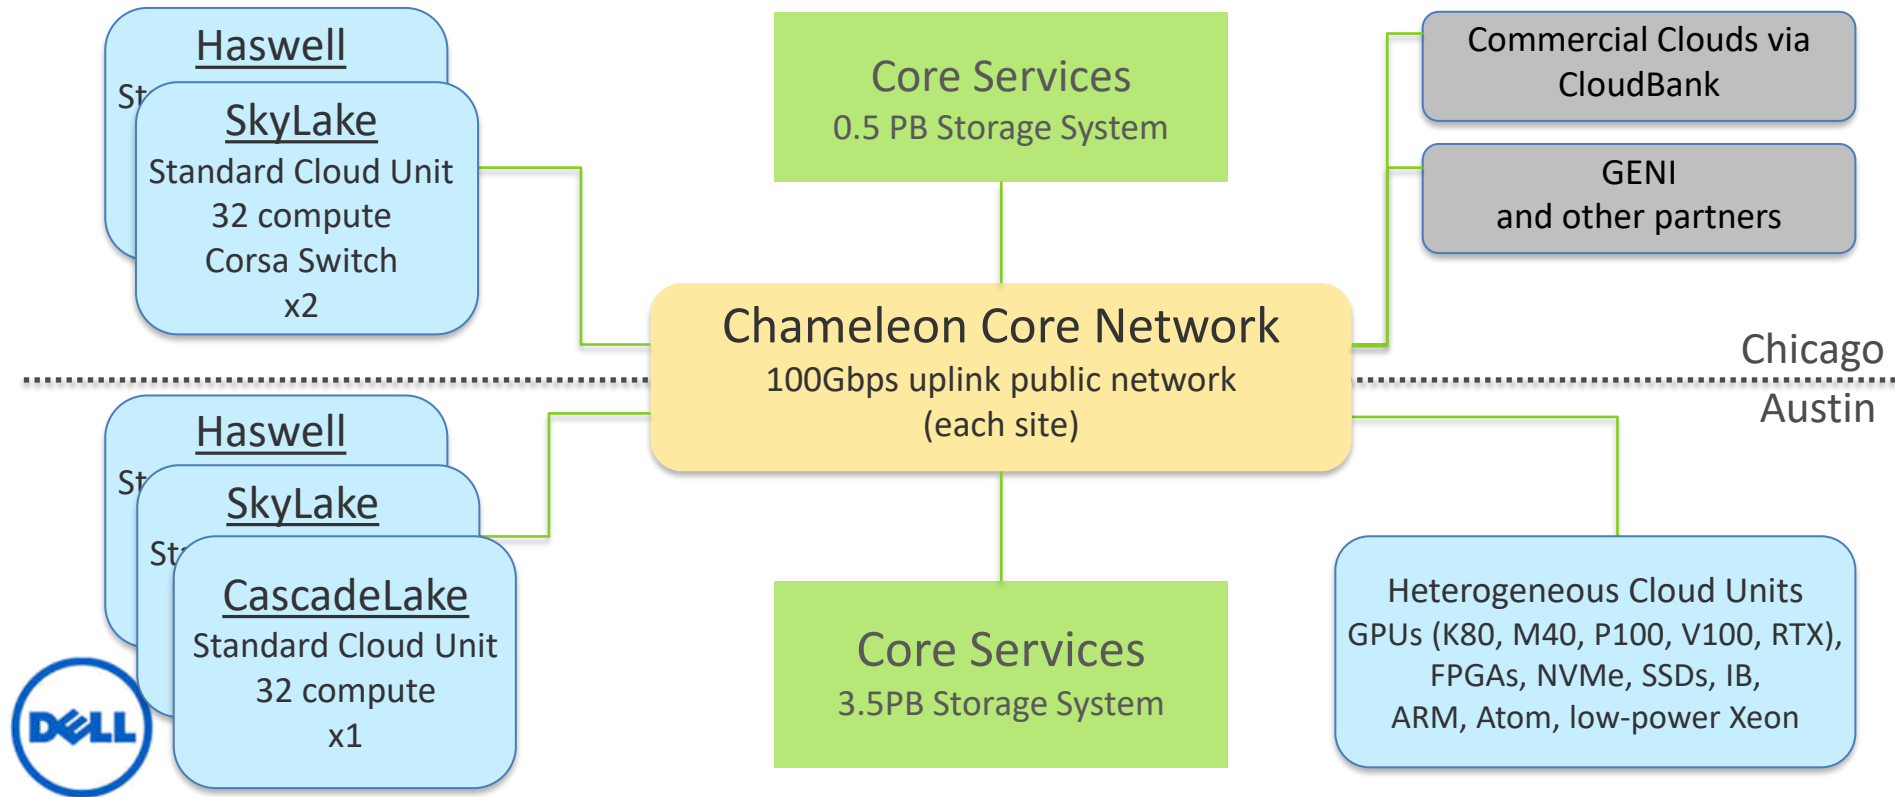 Haswell
St
SkyLake
Standard Cloud Unit
32 compute
Corsa Switch
x2
Core Services
0.5 PB Storage System
Commercial Clouds via
CloudBank
GENI
and other partners
Chameleon Core Network
100Gbps uplink public network
(each site)
Chicago
Austin
Haswell
St
SkyLake
Sta
CascadeLake
Standard Cloud Unit
32 compute
x1
DELL
Core Services
3.5PB Storage System
Heterogeneous Cloud Units
GPUs (K80, M40, P100, V100, RTX),
FPGAs, NVMe, SSDs, IB,
ARM, Atom, low-power Xeon